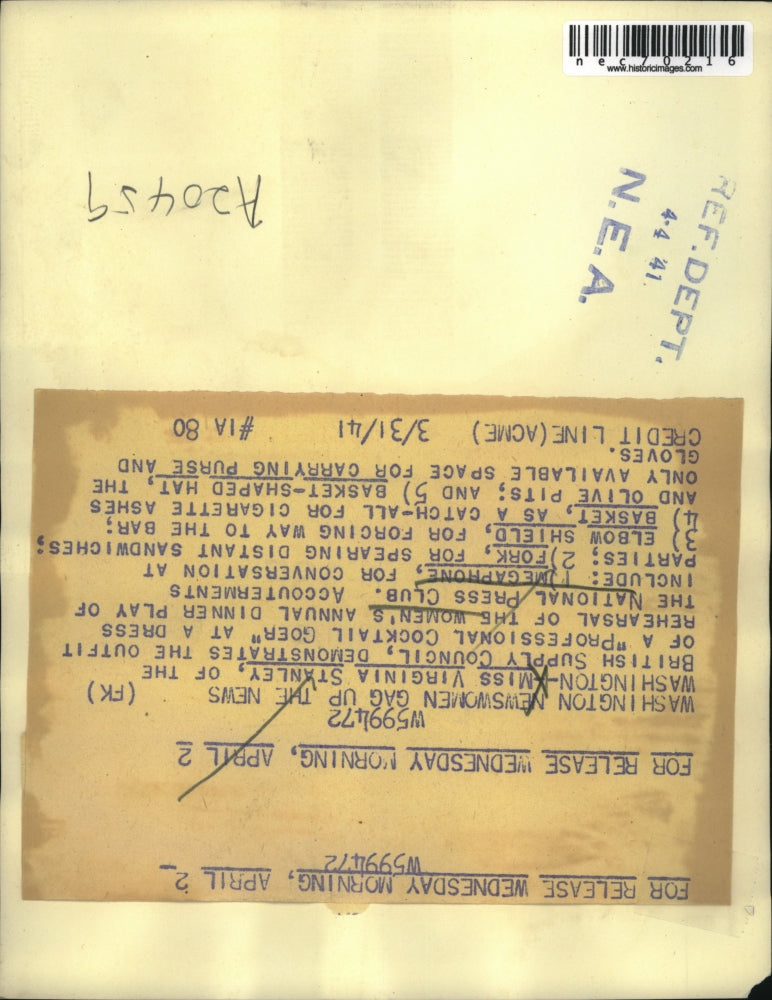 nec70216
www.historicimages.com
A20459
REF. DEPT.
4·4 '41
N.E.A.
FOR RELEASE WEDNESDAY MORNING, APRIL 2
W599472
FOR RELEASE WEDNESDAY MORNING, APRIL 2
W599472
WASHINGTON NEWSWOMEN GAG UP THE NEWS (FK)
WASHINGTON--MISS VIRGINIA STANLEY, OF THE
BRITISH SUPPLY COUNCIL, DEMONSTRATES THE OUTFIT
OF A "PROFESSIONAL COCKTAIL GOER" AT A DRESS
REHEARSAL OF THE WOMEN'S ANNUAL DINNER PLAY OF
THE NATIONAL PRESS CLUB. ACCOUTERMENTS
INCLUDE: 1) MEGAPHONE, FOR CONVERSATION AT
PARTIES; 2) FORK, FOR SPEARING DISTANT SANDWICHES;
3) ELBOW SHIELD, FOR FORCING WAY TO THE BAR;
4) BASKET, AS A CATCH-ALL FOR CIGARETTE ASHES
AND OLIVE PITS; AND 5) BASKET-SHAPED HAT, THE
ONLY AVAILABLE SPACE FOR CARRYING PURSE AND
GLOVES.
CREDIT LINE (ACME) 3/31/41 #1A 80